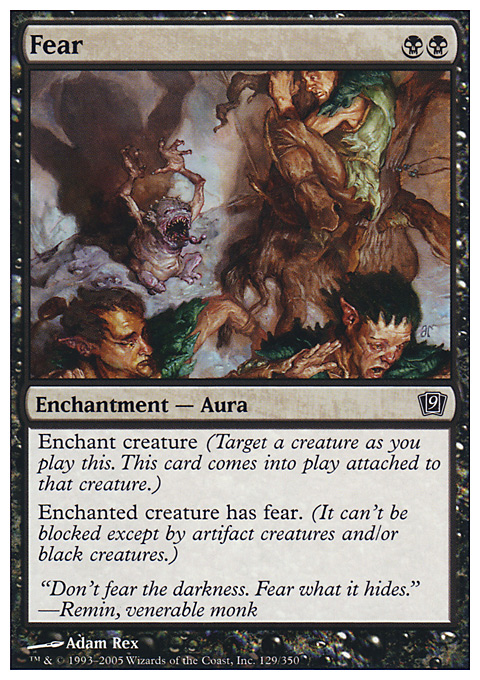 Fear
Enchantment — Aura
9
Enchant creature (Target a creature as you
play this. This card comes into play attached to
that creature.)
Enchanted creature has fear. (It can't be
blocked except by artifact creatures and/or
black creatures.)
"Don't fear the darkness. Fear what it hides."
—Remin, venerable monk
Adam Rex
™ & © 1993–2005 Wizards of the Coast, Inc. 129/350